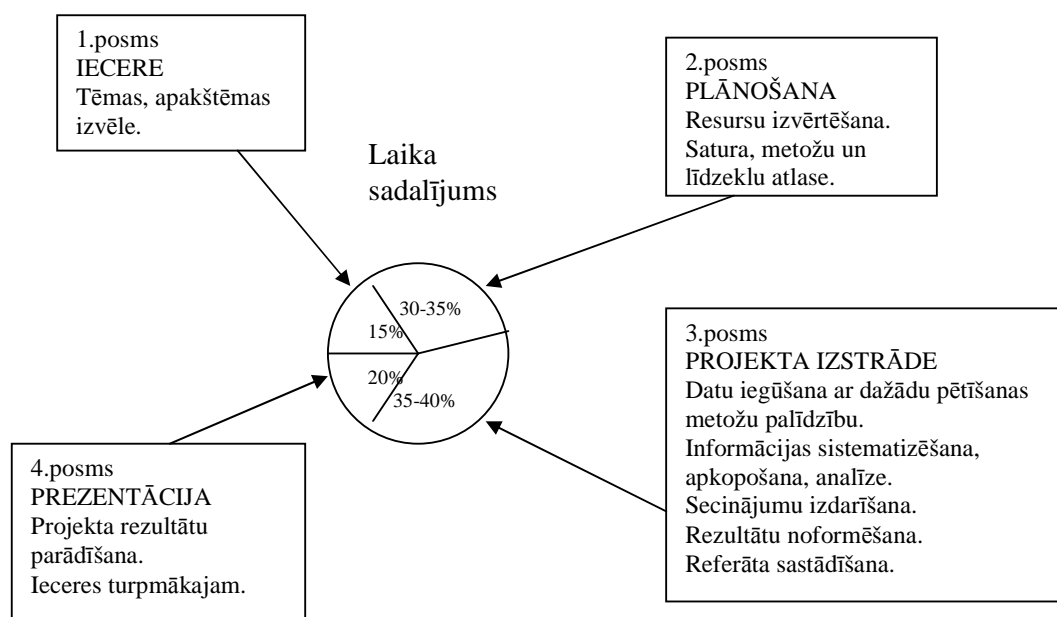 1.posms
IECERE
Tēmas, apakštēmas
izvēle.
2.posms
PLĀNOŠANA
Resursu izvērtēšana.
Satura, metožu un
līdzeklu atlase.
Laika
sadalījums
30-35%
15%
20%
35-40%
3.posms
PROJEKTA IZSTRĀDE
Datu iegūšana ar dažādu pētīšanas
metožu palīdzību.
Informācijas sistematizēšana,
apkopošana, analīze.
Secinājumu izdarīšana.
Rezultātu noformēšana.
Referāta sastādīšana.
4.posms
PREZENTĀCIJA
Projekta rezultātu
parādīšana.
Ieceres turpmākajam.